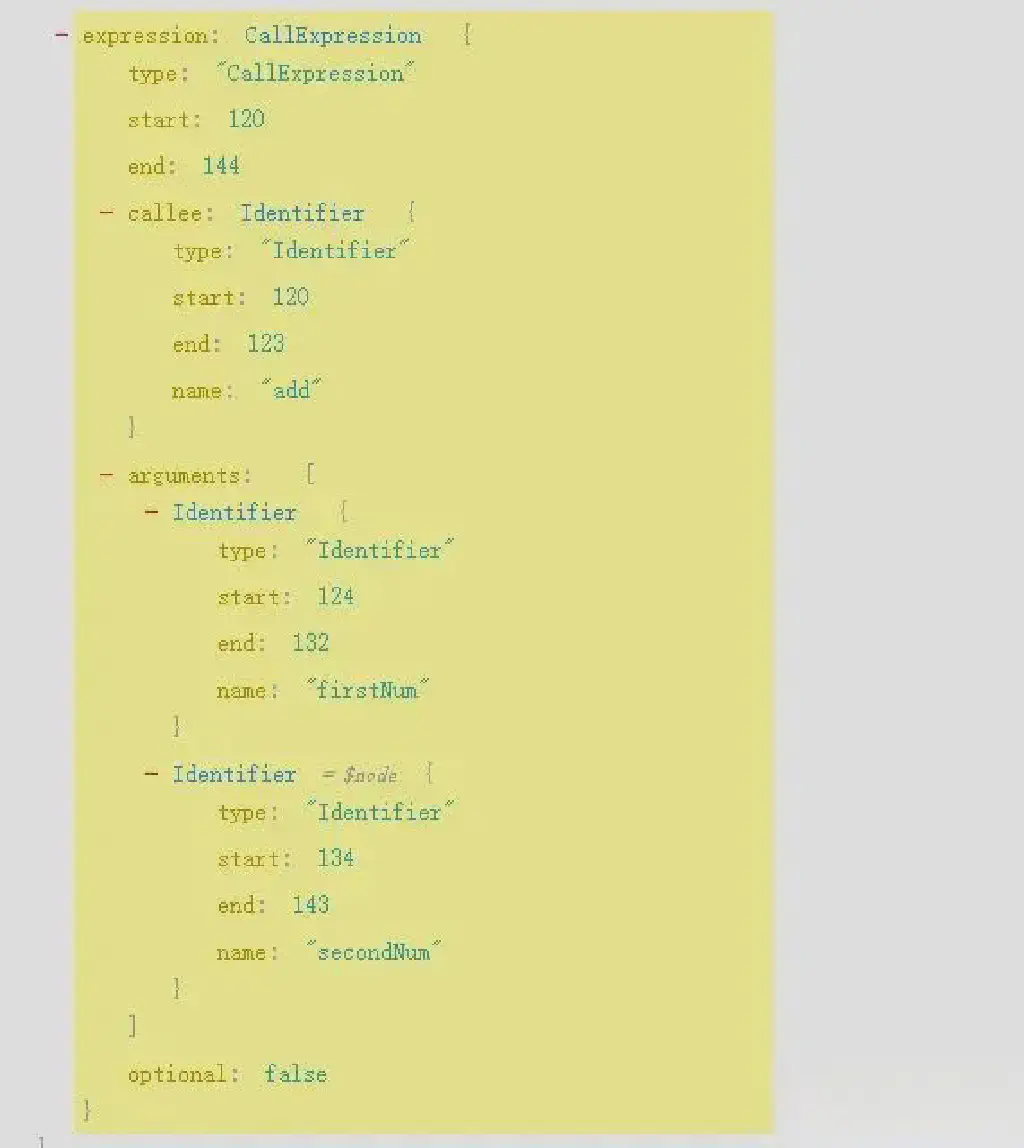 − expression: CallExpression {
type: "CallExpression"
start: 120
end: 144
− callee: Identifier {
type: "Identifier"
start: 120
end: 123
name: "add"
}
− arguments: [
− Identifier {
type: "Identifier"
start: 124
end: 132
name: "firstNum"
}
− Identifier = $node {
type: "Identifier"
start: 134
end: 143
name: "secondNum"
}
]
optional: false
}